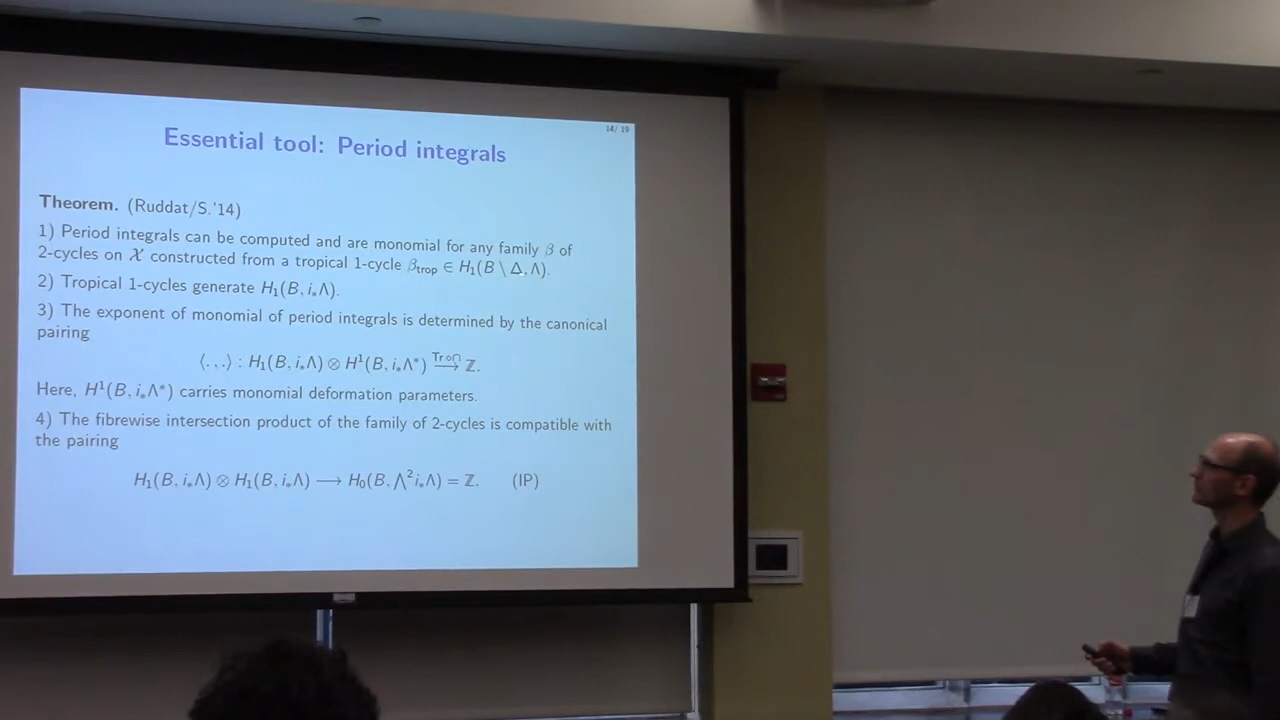 14/ 19
Essential tool: Period integrals
Theorem. (Ruddat/S.'14)
1) Period integrals can be computed and are monomial for any family β of
2-cycles on 𝒳 constructed from a tropical 1-cycle β_trop ∈ H₁(B \ Δ, Λ).
2) Tropical 1-cycles generate H₁(B, i₎Λ).
3) The exponent of monomial of period integrals is determined by the canonical
pairing
⟨. . .⟩ : H₁(B, i_*Λ) ⊗ H¹(B, i_*Λ*) ⟶ ℤ. Tr∘∩
Here, H¹(B, i_*Λ*) carries monomial deformation parameters.
4) The fibrewise intersection product of the family of 2-cycles is compatible with
the pairing
H₁(B, i_*Λ) ⊗ H₁(B, i_*Λ) ⟶ H₀(B, ⋀² i_*Λ) = ℤ. (IP)